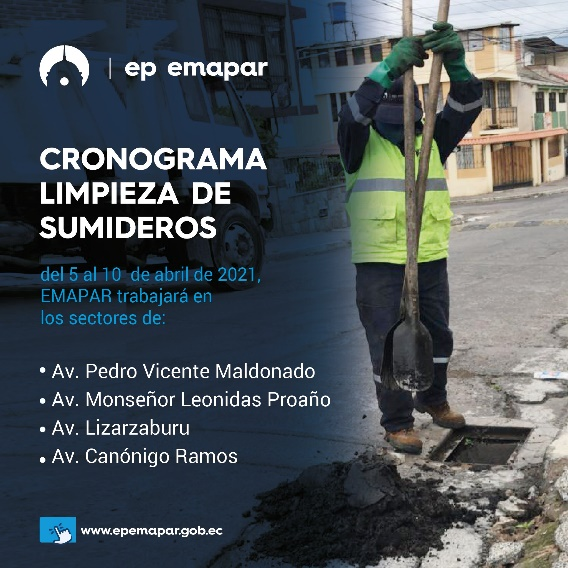 ep emapar
CRONOGRAMA
LIMPIEZA DE
SUMIDEROS
del 5 al 10 de abril de 2021,
EMAPAR trabajará en
los sectores de:
• Av. Pedro Vicente Maldonado
• Av. Monseñor Leonidas Proaño
• Av. Lizarzaburu
• Av. Canónigo Ramos
www.epemapar.gob.ec